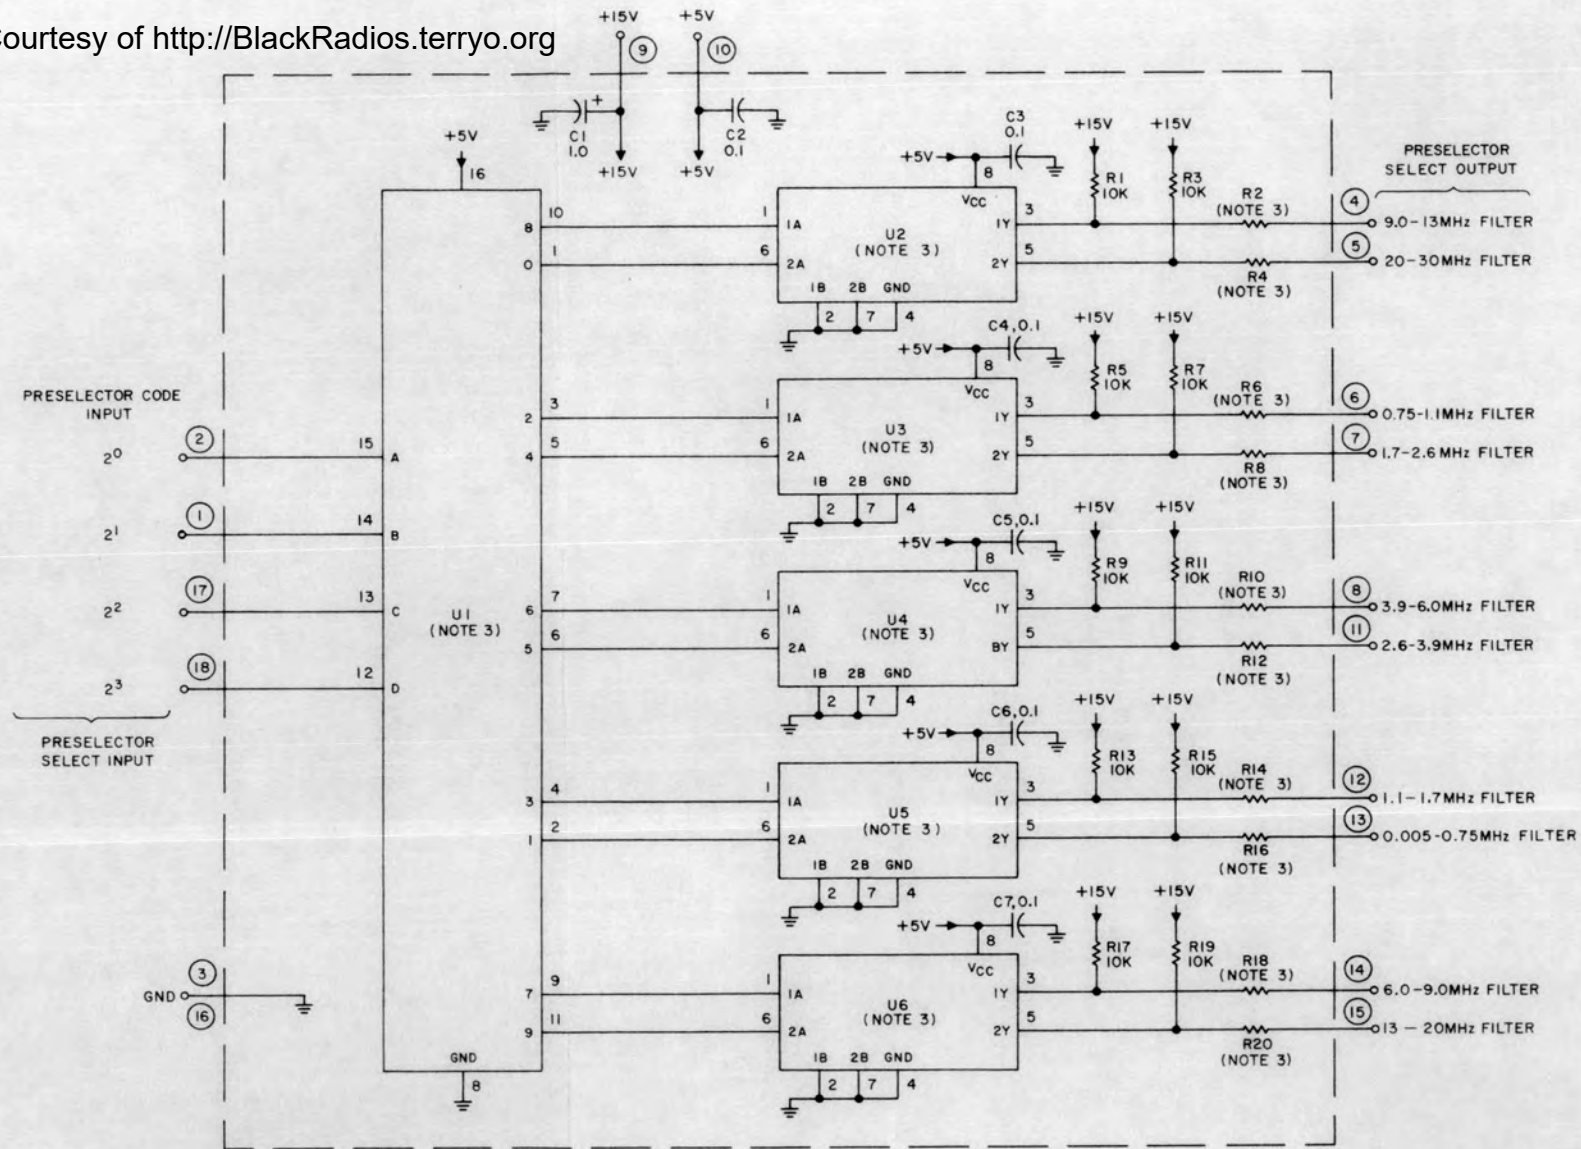 Courtesy of http://BlackRadios.terryo.org
+15V +5V
9 10
+
C1
1.0
C2
0.1
+15V +5V
+5V
16
PRESELECTOR CODE
INPUT
2⁰ 2 15 A
2¹ 1 14 B
2² 17 13 C
2³ 18 12 D
PRESELECTOR
SELECT INPUT
GND 3
16
U1
(NOTE 3)
8 10
0 1
2 3
4 5
6 7
5 6
3 4
1 2
7 9
9 11
GND
8
C3
0.1
+5V
8
VCC
1 1A
6 2A
U2
(NOTE 3)
1Y 3
2Y 5
1B 2B GND
2 7 4
+15V +15V
R1
10K
R3
10K
R2
(NOTE 3)
R4
(NOTE 3)
PRESELECTOR
SELECT OUTPUT
4
9.0-13MHz FILTER
5
20-30MHz FILTER
C4,0.1
+5V
8
VCC
1 1A
6 2A
U3
(NOTE 3)
1Y 3
2Y 5
1B 2B GND
2 7 4
+15V +15V
R5
10K
R7
10K
R6
(NOTE 3)
R8
(NOTE 3)
6
0.75-1.1MHz FILTER
7
1.7-2.6MHz FILTER
C5,0.1
+5V
8
VCC
1 1A
6 2A
U4
(NOTE 3)
1Y 3
BY 5
1B 2B GND
2 7 4
+15V +15V
R9
10K
R11
10K
R10
(NOTE 3)
R12
(NOTE 3)
8
3.9-6.0MHz FILTER
11
2.6-3.9MHz FILTER
C6,0.1
+5V
8
VCC
1 1A
6 2A
U5
(NOTE 3)
1Y 3
2Y 5
1B 2B GND
2 7 4
+15V +15V
R13
10K
R15
10K
R14
(NOTE 3)
R16
(NOTE 3)
12
1.1-1.7MHz FILTER
13
0.005-0.75MHz FILTER
C7,0.1
+5V
8
VCC
1 1A
6 2A
U6
(NOTE 3)
1Y 3
2Y 5
1B 2B GND
2 7 4
+15V +15V
R17
10K
R19
10K
R18
(NOTE 3)
R20
(NOTE 3)
14
6.0-9.0MHz FILTER
15
13-20MHz FILTER